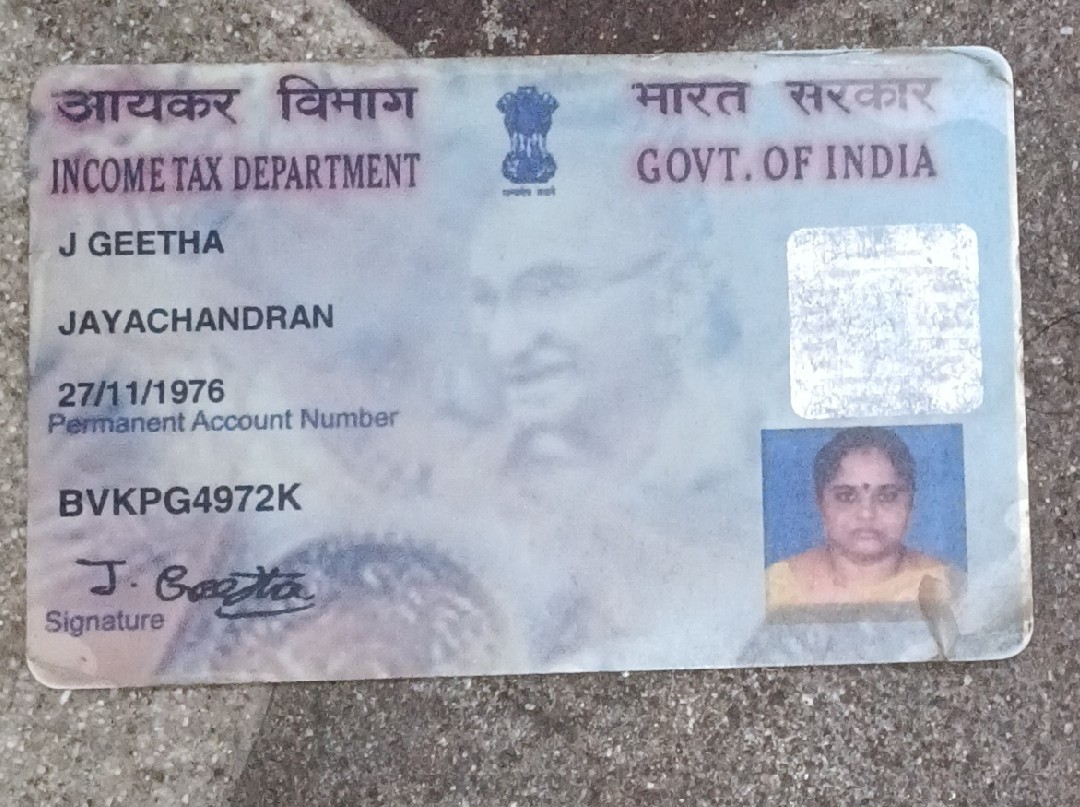 आयकर विभाग
INCOME TAX DEPARTMENT
भारत सरकार
GOVT. OF INDIA
J GEETHA
JAYACHANDRAN
27/11/1976
Permanent Account Number
BVKPG4972K
J. Geetha
Signature